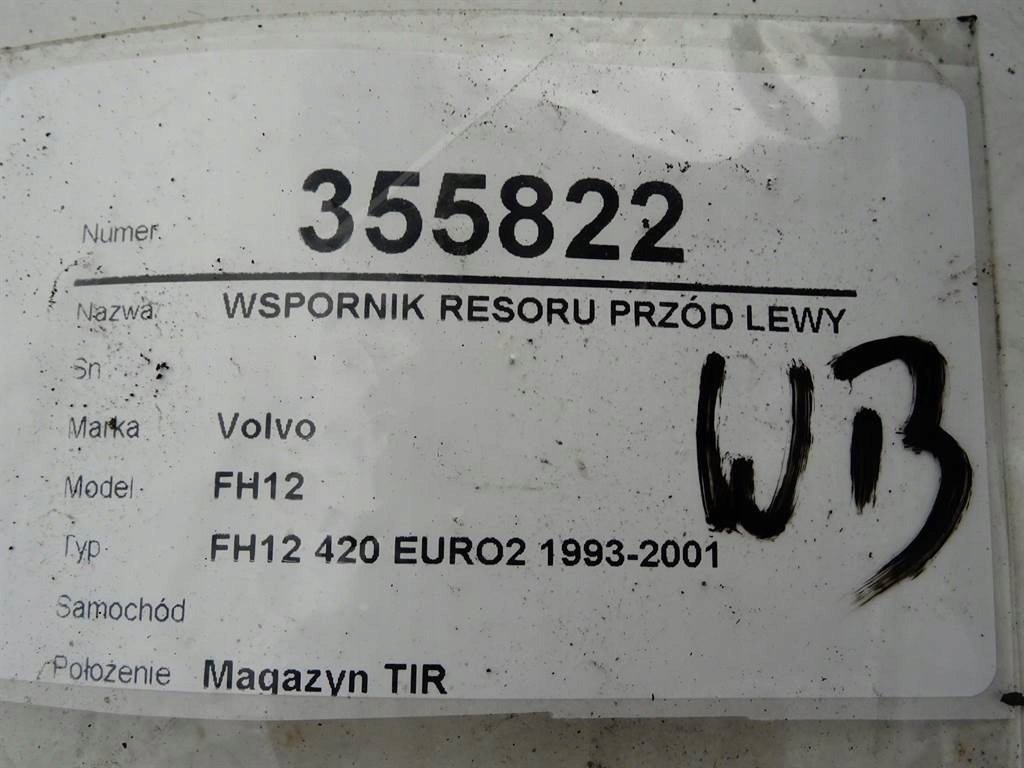 Numer 355822
Nazwa WSPORNIK RESORU PRZÓD LEWY
Sn
Marka Volvo
Model FH12
Typ FH12 420 EURO2 1993-2001
Samochód
Położenie Magazyn TIR
WB